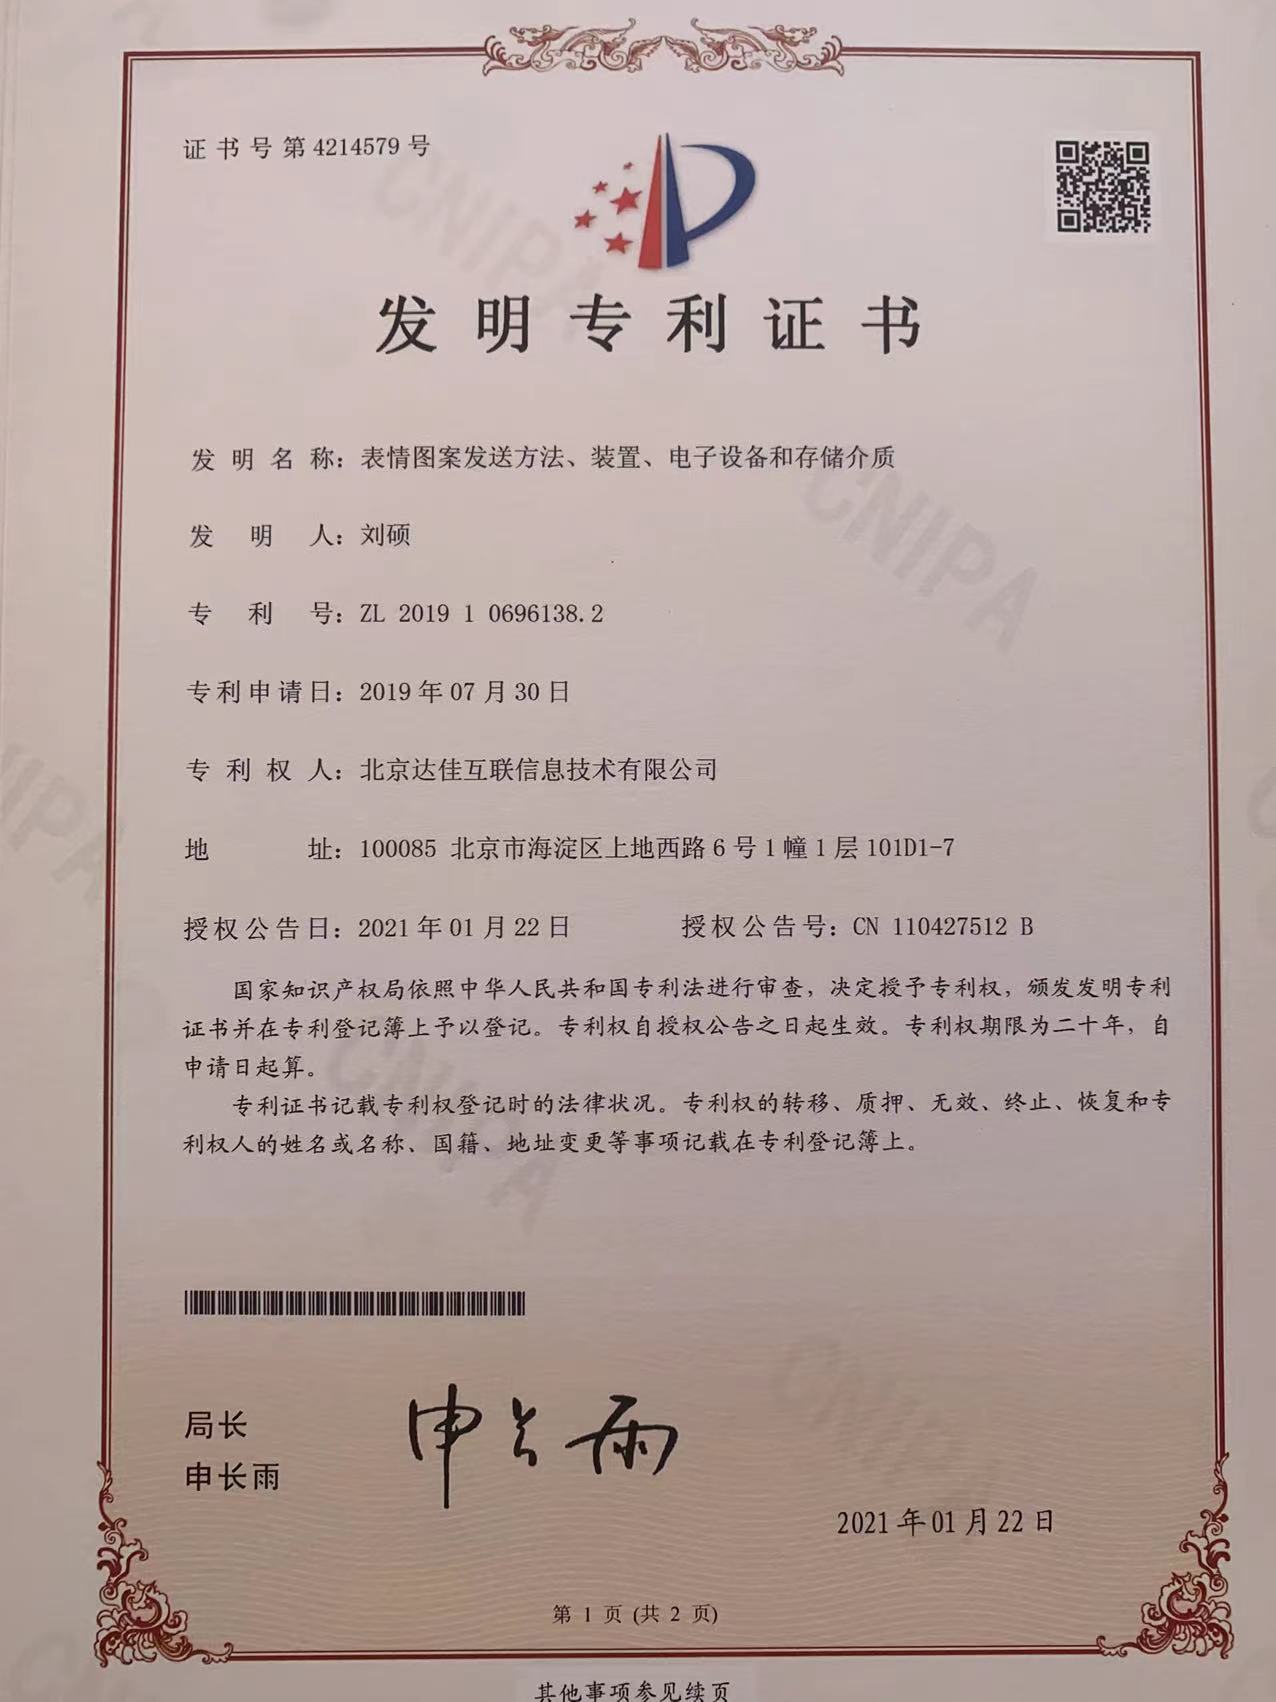 证书号第4214579号
发明专利证书
发明名称：表情图案发送方法、装置、电子设备和存储介质
发明人：刘硕
专利号：ZL 2019 1 0696138.2
专利申请日：2019年07月30日
专利权人：北京达佳互联信息技术有限公司
地址：100085 北京市海淀区上地西路6号1幢1层101D1-7
授权公告日：2021年01月22日 授权公告号：CN 110427512 B
国家知识产权局依照中华人民共和国专利法进行审查，决定授予专利权，颁发发明专利
证书并在专利登记簿上予以登记。专利权自授权公告之日起生效。专利权期限为二十年，自
申请日起算。
专利证书记载专利权登记时的法律状况。专利权的转移、质押、无效、终止、恢复和专
利权人的姓名或名称、国籍、地址变更等事项记载在专利登记簿上。
局长
申长雨
申长雨
2021年01月22日
第 1 页 (共 2 页)
其他事项参见续页
CNIPA
CNIPA
CNIPA
CNIPA